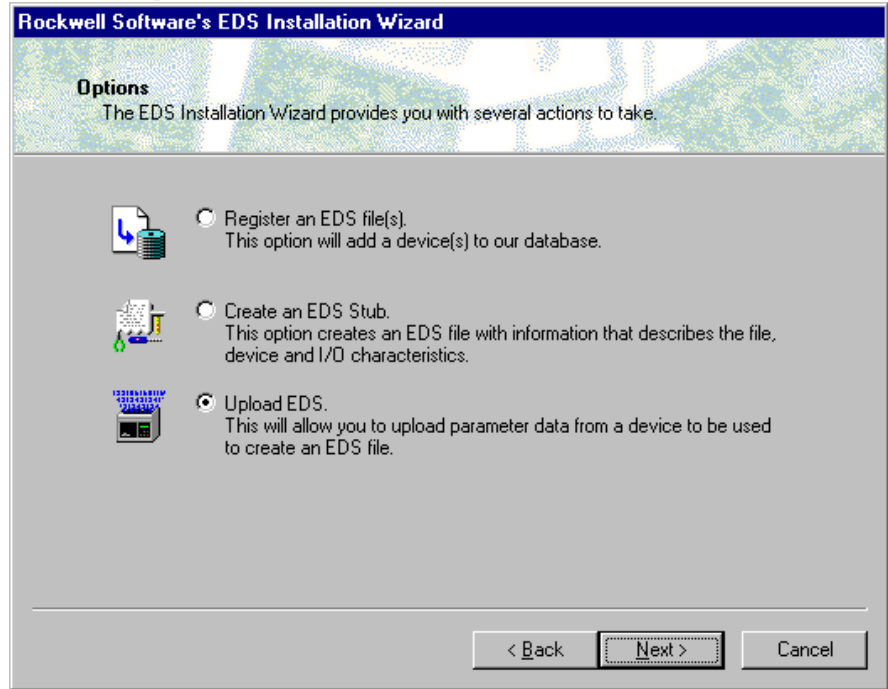 Rockwell Software's EDS Installation Wizard
Options
The EDS Installation Wizard provides you with several actions to take.
Register an EDS file(s).
This option will add a device(s) to our database.
Create an EDS Stub.
This option creates an EDS file with information that describes the file,
device and I/O characteristics.
Upload EDS.
This will allow you to upload parameter data from a device to be used
to create an EDS file.
< Back Next > Cancel